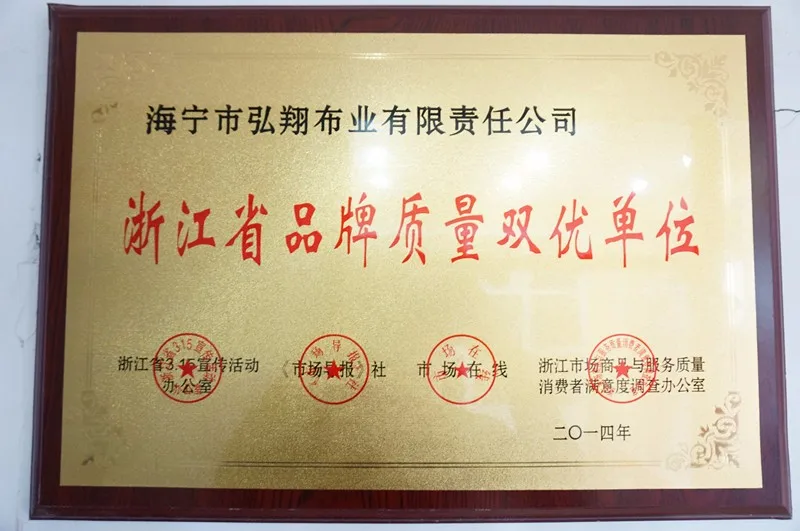 海宁市弘翔布业有限责任公司
浙江省品牌质量双优单位
浙江省3.15宣传活动
办公室
《市场导报》社
市场在线
浙江市场商品与服务质量
消费者满意度调查办公室
二〇一四年